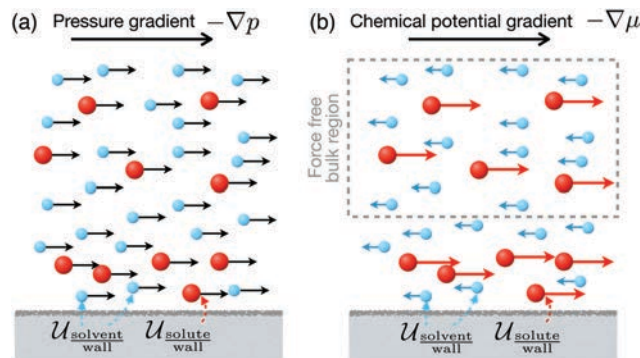 (a) Pressure gradient −∇p
(b) Chemical potential gradient −∇μ
Force free
bulk region
𝒰 solvent/wall 𝒰 solute/wall
𝒰 solvent/wall 𝒰 solute/wall